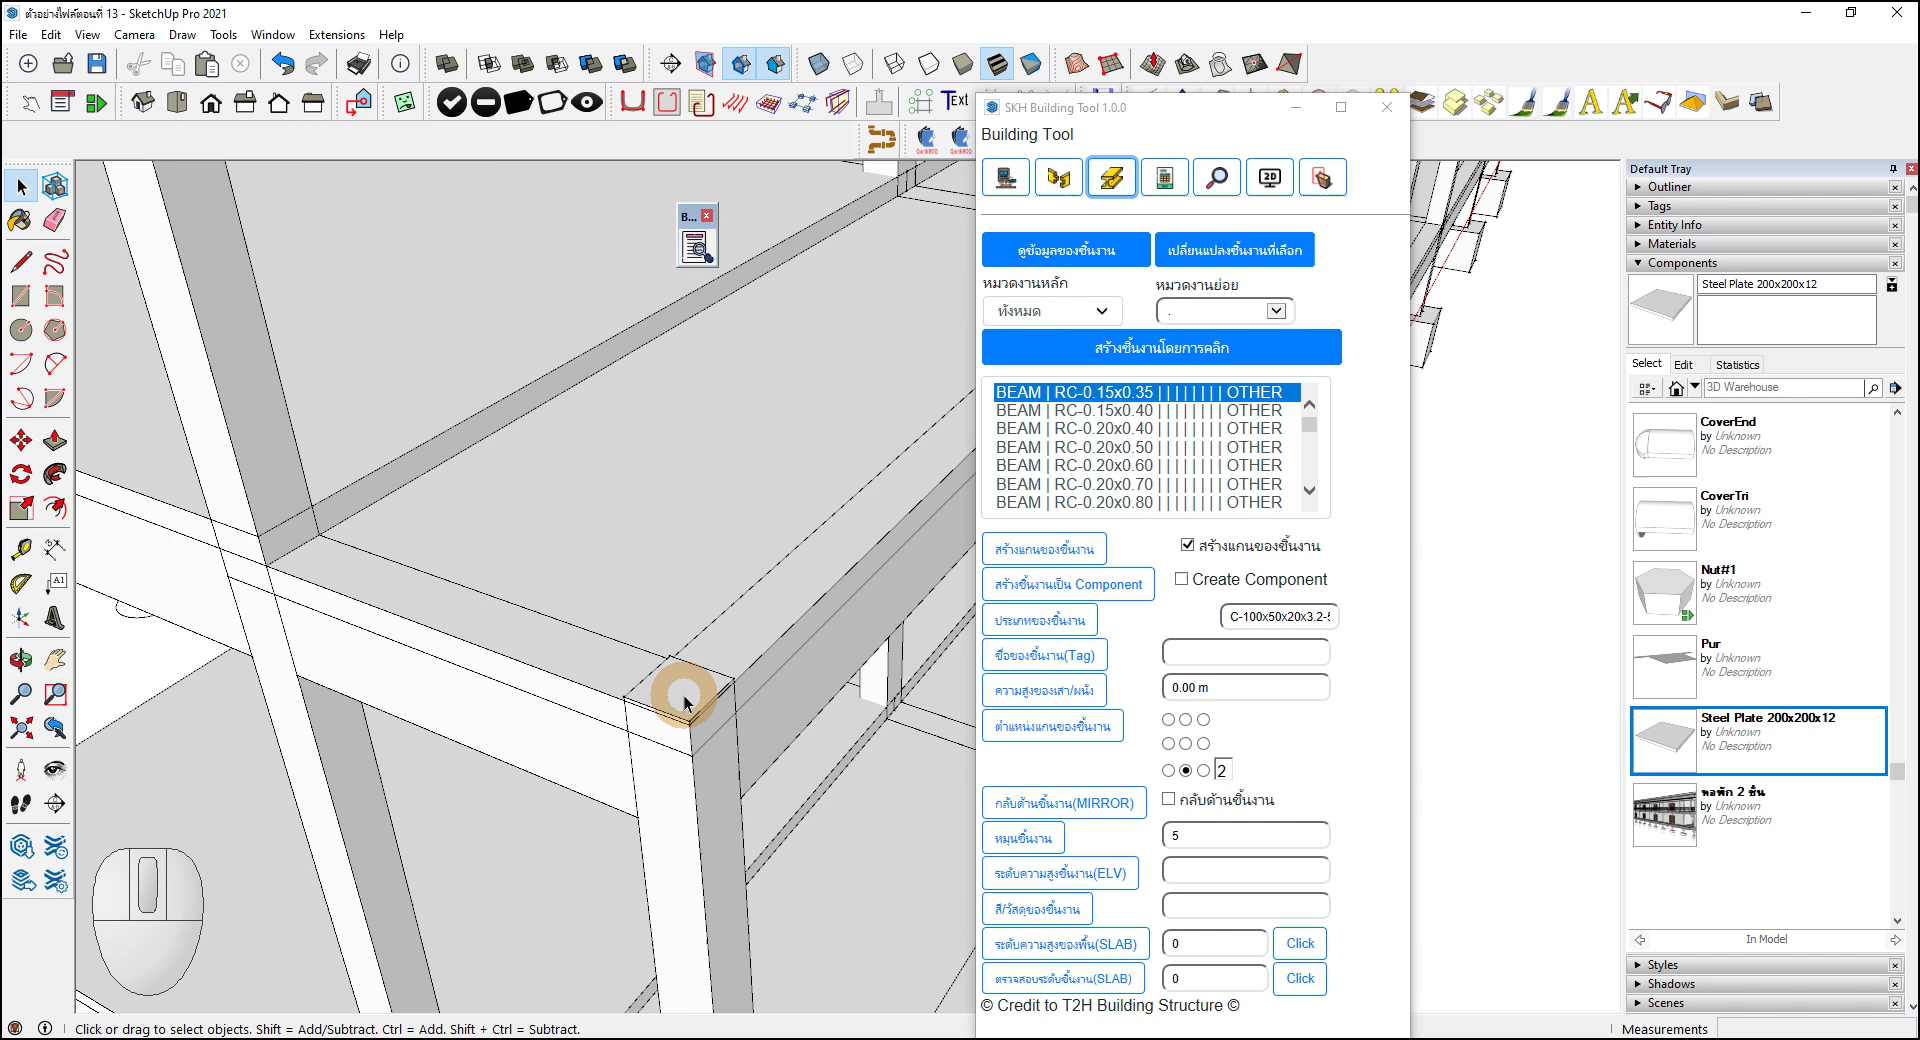 ตัวอย่างไฟล์ตอนที่ 13 - SketchUp Pro 2021
File Edit View Camera Draw Tools Window Extensions Help
Text
SKH Building Tool 1.0.0
Building Tool
2D
B...
A1
ดูข้อมูลของชิ้นงาน เปลี่ยนแปลงชิ้นงานที่เลือก
หมวดงานหลัก หมวดงานย่อย
ทั้งหมด .
สร้างชิ้นงานโดยการคลิก
BEAM | RC-0.15x0.35 | | | | | | | | OTHER
BEAM | RC-0.15x0.40 | | | | | | | | OTHER
BEAM | RC-0.20x0.40 | | | | | | | | OTHER
BEAM | RC-0.20x0.50 | | | | | | | | OTHER
BEAM | RC-0.20x0.60 | | | | | | | | OTHER
BEAM | RC-0.20x0.70 | | | | | | | | OTHER
BEAM | RC-0.20x0.80 | | | | | | | | OTHER
สร้างแกนของชิ้นงาน สร้างแกนของชิ้นงาน
สร้างชิ้นงานเป็น Component Create Component
ประเภทของชิ้นงาน C-100x50x20x3.2-
ชื่อของชิ้นงาน(Tag)
ความสูงของเสา/ผนัง 0.00 m
ตำแหน่งแกนของชิ้นงาน
2
กลับด้านชิ้นงาน(MIRROR) กลับด้านชิ้นงาน
หมุนชิ้นงาน 5
ระดับความสูงชิ้นงาน(ELV)
สี/วัสดุของชิ้นงาน
ระดับความสูงของพื้น(SLAB) 0 Click
ตรวจสอบระดับชิ้นงาน(SLAB) 0 Click
© Credit to T2H Building Structure ©
Default Tray
Outliner
Tags
Entity Info
Materials
Components
Steel Plate 200x200x12
Select Edit Statistics
3D Warehouse
CoverEnd
by Unknown
No Description
CoverTri
by Unknown
No Description
Nut#1
by Unknown
No Description
Pur
by Unknown
No Description
Steel Plate 200x200x12
by Unknown
No Description
หอพัก 2 ชั้น
by Unknown
No Description
In Model
Styles
Shadows
Scenes
Click or drag to select objects. Shift = Add/Subtract. Ctrl = Add. Shift + Ctrl = Subtract.
Measurements